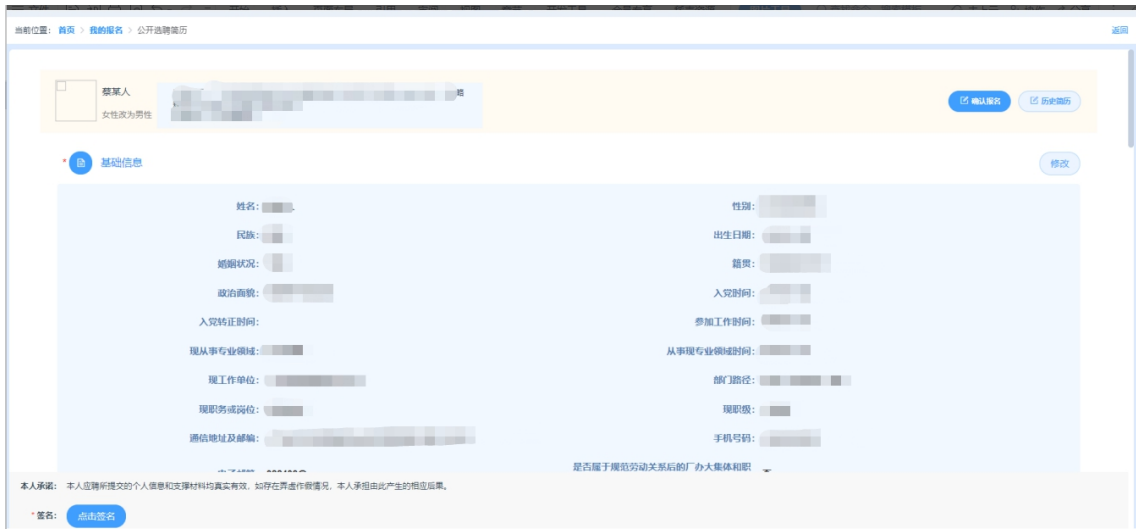 当前位置: 首页 > 我的报名 > 公开选聘简历
返回
蔡某人
女性改为男性
确认报名
历史简历
* 基础信息
修改
姓名:
性别:
民族:
出生日期:
婚姻状况:
籍贯:
政治面貌:
入党时间:
入党转正时间:
参加工作时间:
现从事专业领域:
从事现专业领域时间:
现工作单位:
部门路径:
现职务或岗位:
现职级:
通信地址及邮编:
手机号码:
是否属于规范劳动关系后的厂办大集体和职
本人承诺: 本人应聘所提交的个人信息和支撑材料均真实有效,如存在弄虚作假情况,本人承担由此产生的相应后果。
* 签名: 点击签名